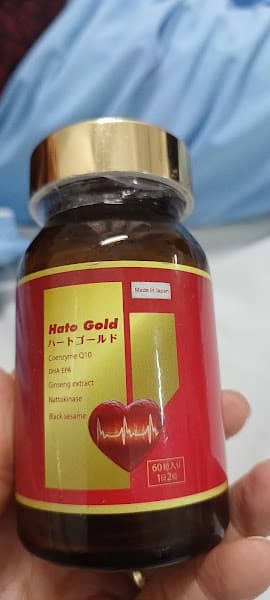 Made in Japan
Hato Gold
ハートゴールド
Coenzyme Q10
DHA EPA
Ginseng extract
Nattokinase
Black sesame
60粒入り
1日2粒